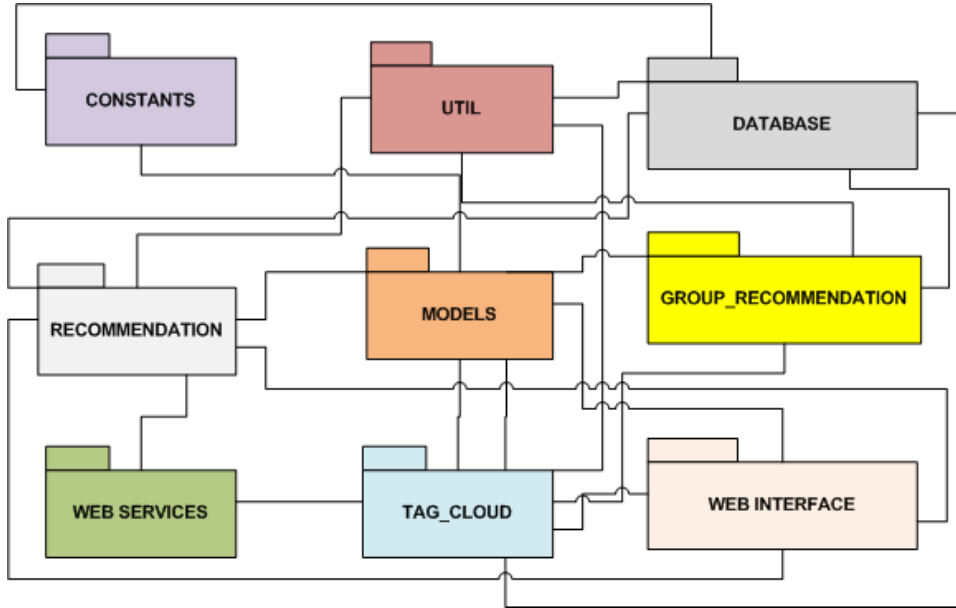 CONSTANTS
UTIL
DATABASE
RECOMMENDATION
MODELS
GROUP_RECOMMENDATION
WEB SERVICES
TAG_CLOUD
WEB INTERFACE